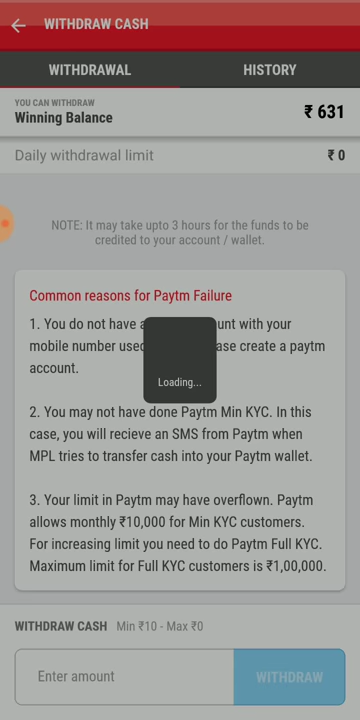 WITHDRAW CASH
WITHDRAWAL HISTORY
YOU CAN WITHDRAW
Winning Balance ₹ 631
Daily withdrawal limit ₹ 0
NOTE: It may take upto 3 hours for the funds to be
credited to your account / wallet.
Common reasons for Paytm Failure
1. You do not have unt with your
mobile number ase create a paytm
account.
Loading...
2. You may not have done Paytm Min KYC. In this
case, you will recieve an SMS from Paytm when
MPL tries to transfer cash into your Paytm wallet.
3. Your limit in Paytm may have overflown. Paytm
allows monthly ₹10,000 for Min KYC customers.
For increasing limit you need to do Paytm Full KYC.
Maximum limit for Full KYC customers is ₹1,00,000.
WITHDRAW CASH Min ₹10 - Max ₹0
Enter amount WITHDRAW